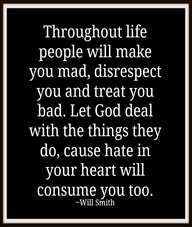 Throughout life
people will make
you mad, disrespect
you and treat you
bad. Let God deal
with the things they
do, cause hate in
your heart will
consume you too.
~Will Smith